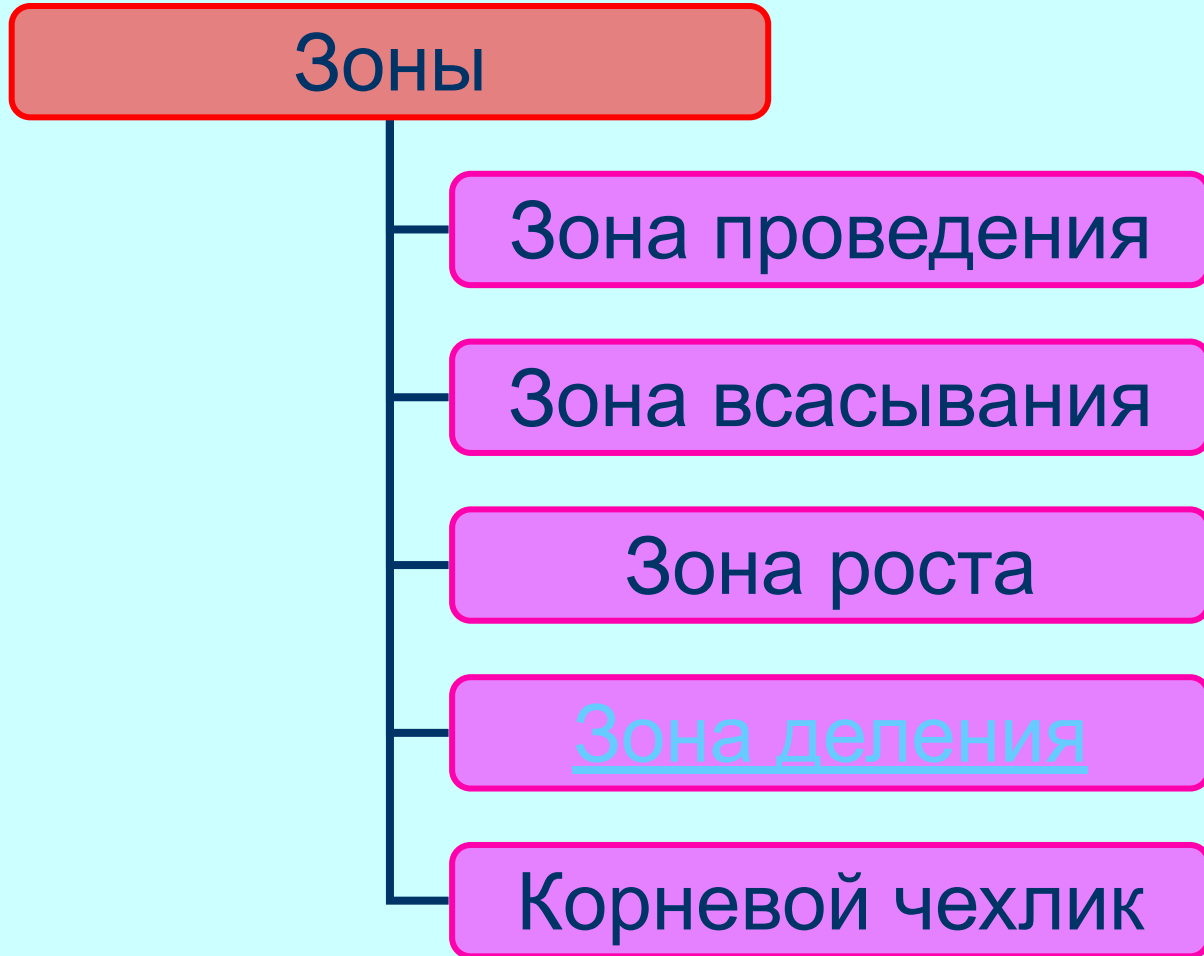 Зоны
Зона проведения
Зона всасывания
Зона роста
Зона деления
Корневой чехлик